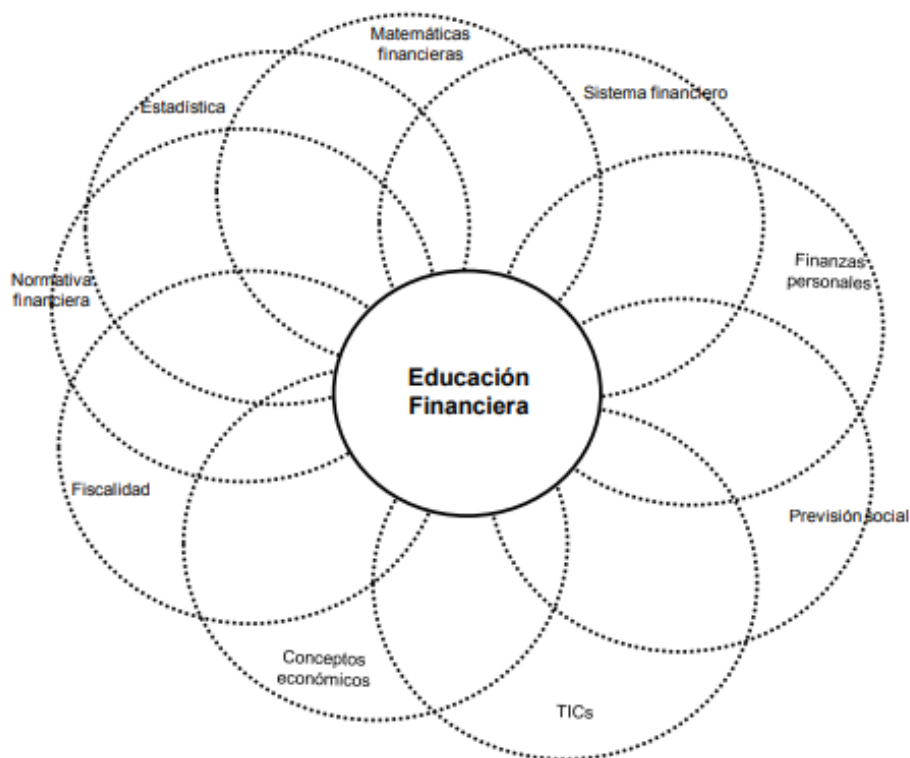 Matemáticas
financieras
Sistema financiero
Estadística
Finanzas
personales
Normativa
financiera
Educación
Financiera
Fiscalidad
Previsión social
Conceptos
económicos
TICs